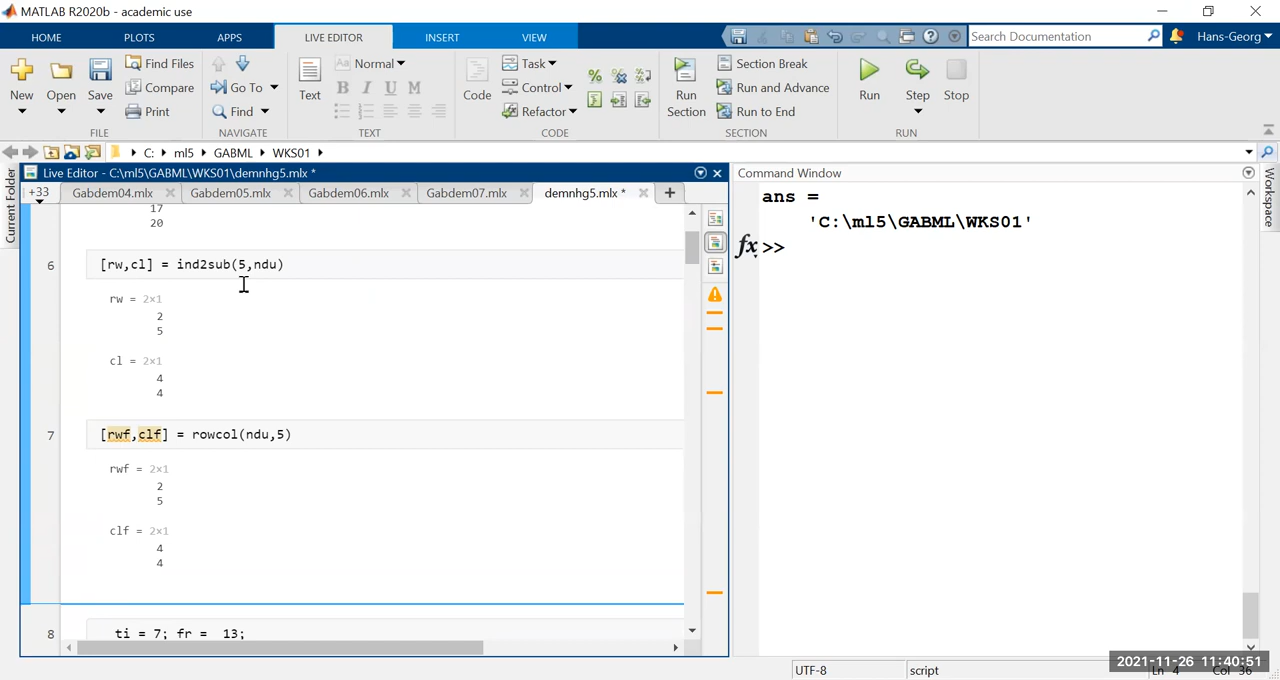 MATLAB R2020b - academic use
HOME PLOTS APPS LIVE EDITOR INSERT VIEW Search Documentation Hans-Georg
New Open Save Find Files Compare Print Go To Find Text Aa Normal B I U M Code Task Control Refactor Run Section Section Break Run and Advance Run to End Run Step Stop
FILE NAVIGATE TEXT CODE SECTION RUN
C: ml5 GABML WKS01
Current Folder
Live Editor - C:\ml5\GABML\WKS01\demnhg5.mlx *
+33 Gabdem04.mlx Gabdem05.mlx Gabdem06.mlx Gabdem07.mlx demnhg5.mlx *
17
20
6 [rw,cl] = ind2sub(5,ndu)
rw = 2×1
2
5
cl = 2×1
4
4
7 [rwf,clf] = rowcol(ndu,5)
rwf = 2×1
2
5
clf = 2×1
4
4
8 ti = 7; fr = 13;
Command Window
ans =
'C:\ml5\GABML\WKS01'
fx >>
Workspace
UTF-8 script Ln 4 Col 36
2021-11-26 11:40:51